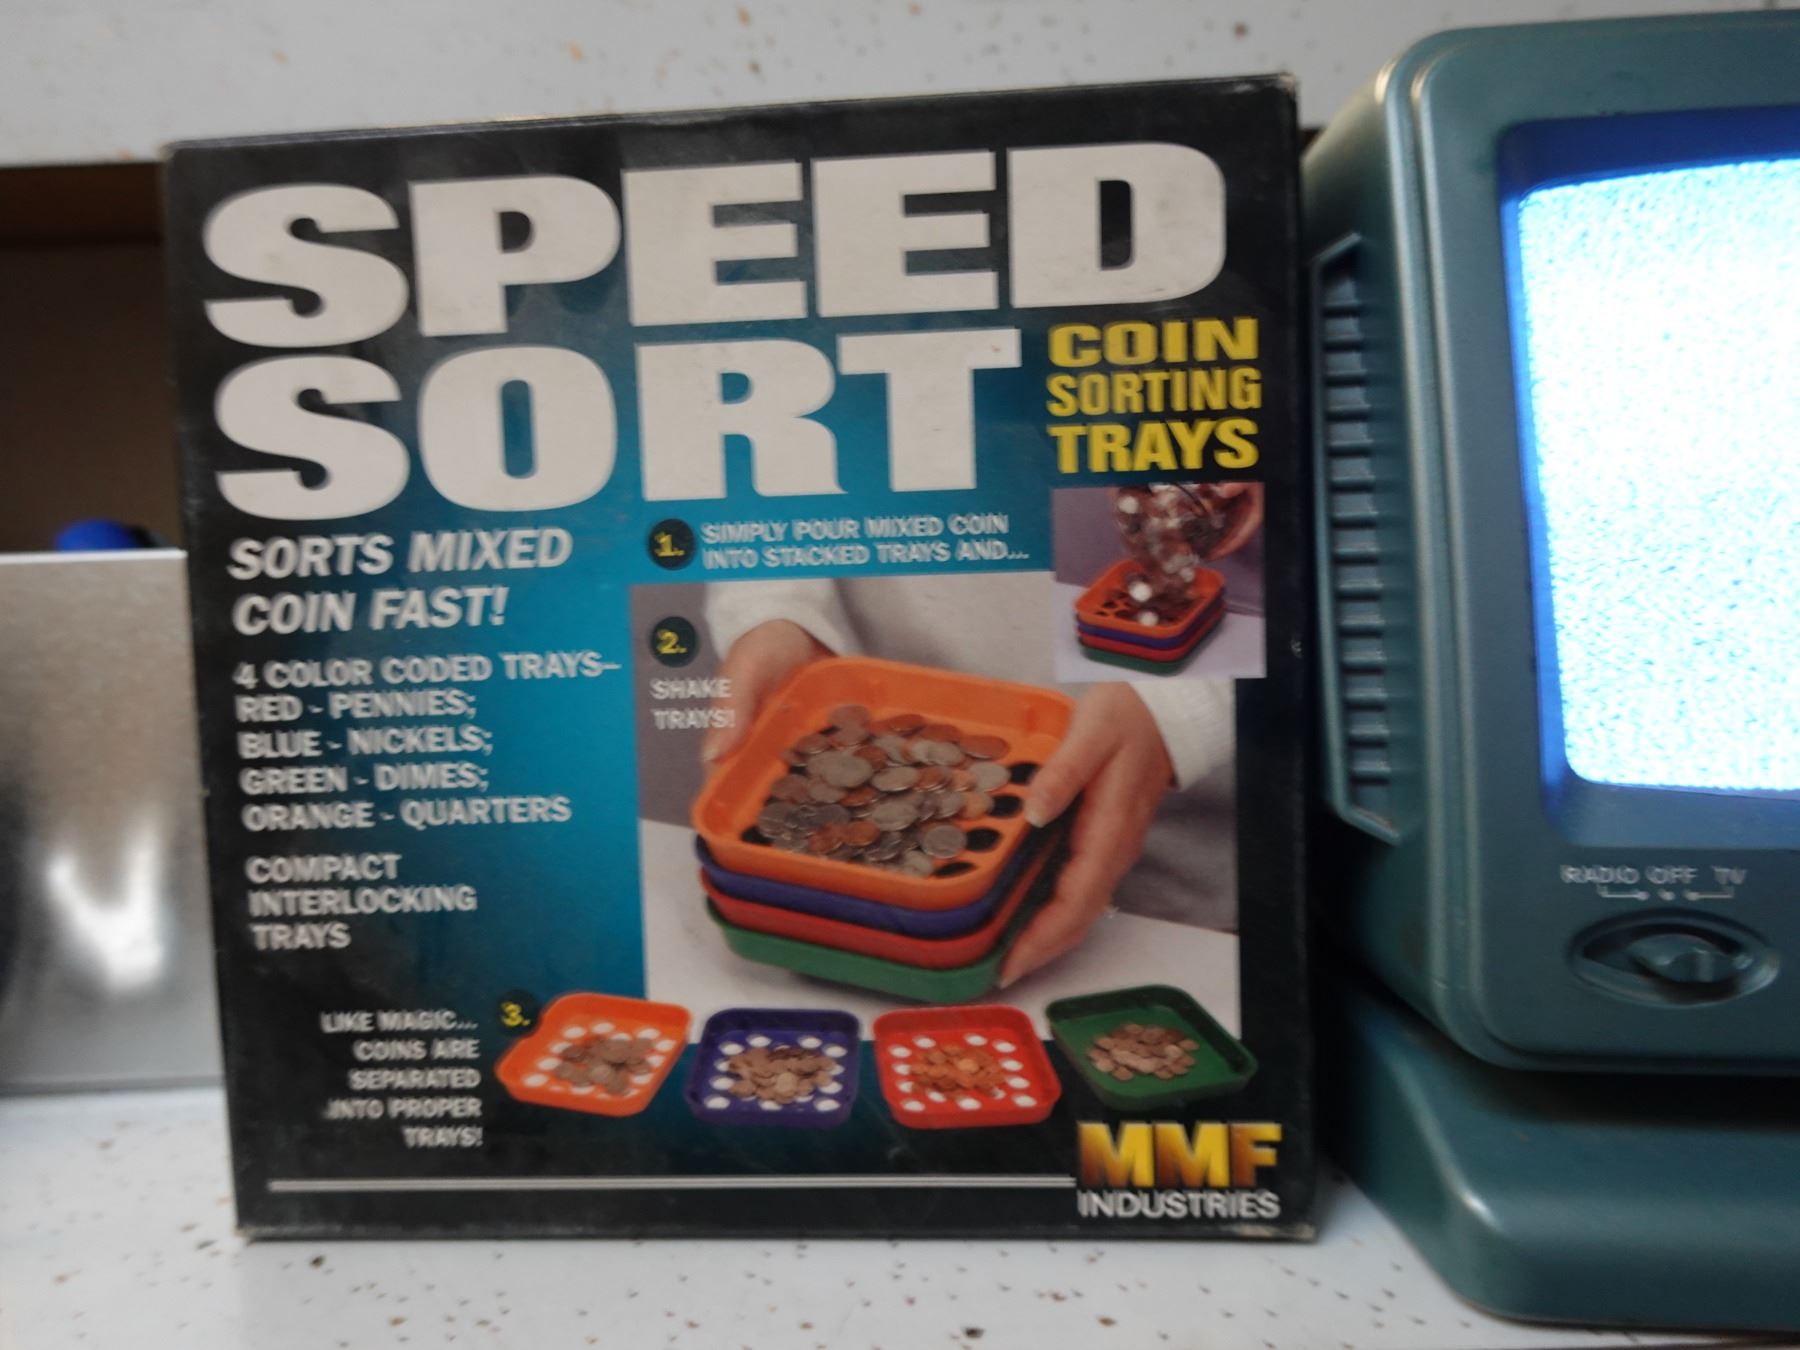 SPEED
SORT
COIN
SORTING
TRAYS
SORTS MIXED
COIN FAST!
1. SIMPLY POUR MIXED COIN
INTO STACKED TRAYS AND...
2.
SHAKE
TRAYS!
4 COLOR CODED TRAYS–
RED - PENNIES;
BLUE - NICKELS;
GREEN - DIMES;
ORANGE - QUARTERS
COMPACT
INTERLOCKING
TRAYS
3.
LIKE MAGIC...
COINS ARE
SEPARATED
INTO PROPER
TRAYS!
MMF
INDUSTRIES
RADIO OFF TV